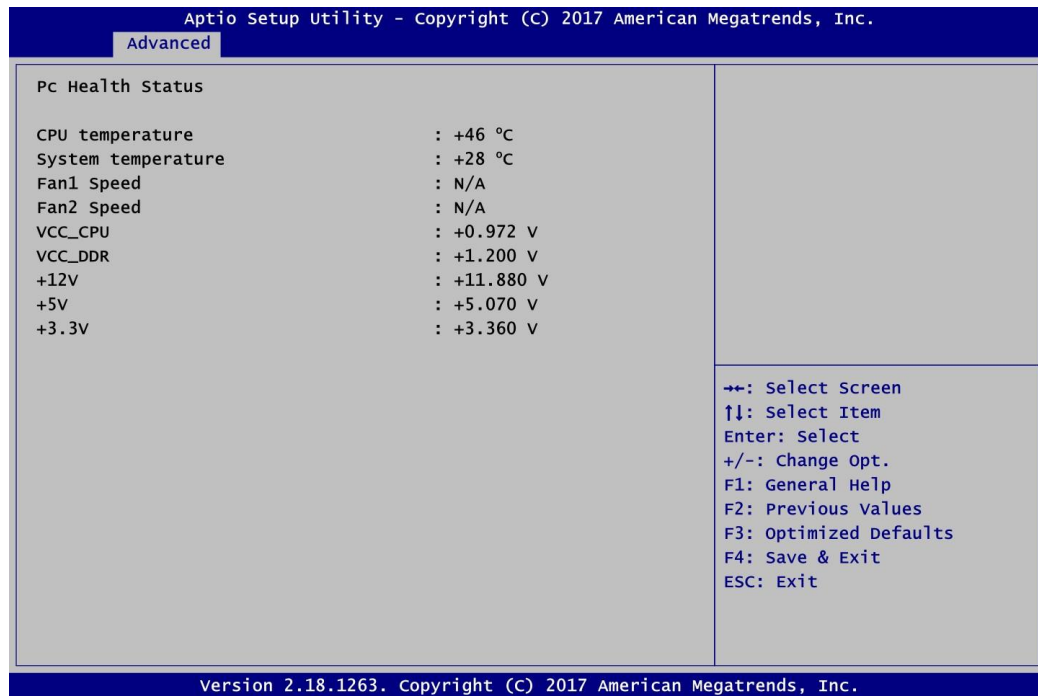 Aptio Setup Utility - Copyright (C) 2017 American Megatrends, Inc.
Advanced
Pc Health Status
CPU temperature : +46 °C
System temperature : +28 °C
Fan1 Speed : N/A
Fan2 Speed : N/A
VCC_CPU : +0.972 V
VCC_DDR : +1.200 V
+12V : +11.880 V
+5V : +5.070 V
+3.3V : +3.360 V
→←: Select Screen
↑↓: Select Item
Enter: Select
+/-: Change Opt.
F1: General Help
F2: Previous Values
F3: Optimized Defaults
F4: Save & Exit
ESC: Exit
Version 2.18.1263. Copyright (C) 2017 American Megatrends, Inc.